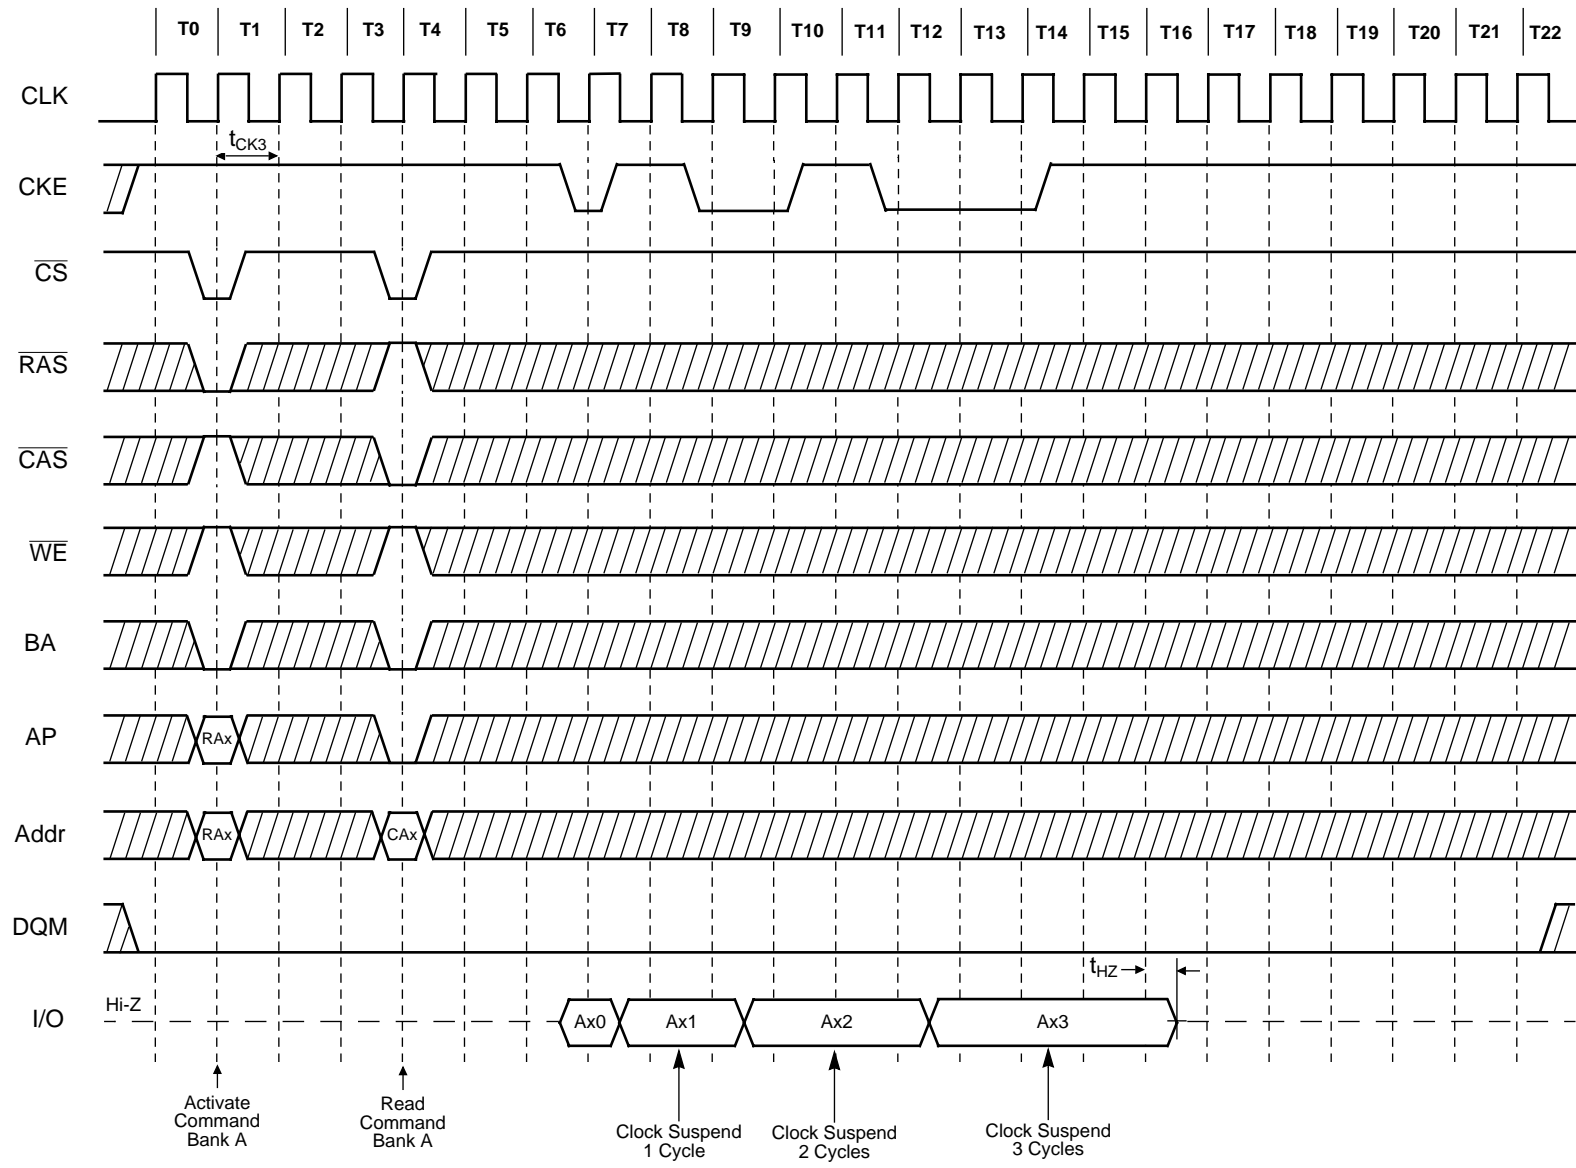 T0 T1 T2 T3 T4 T5 T6 T7 T8 T9 T10 T11 T12 T13 T14 T15 T16 T17 T18 T19 T20 T21 T22
CLK
tCK3
CKE
CS
RAS
CAS
WE
BA
AP
RAx
Addr
RAx CAx
DQM
tHZ
I/O
Hi-Z
Ax0 Ax1 Ax2 Ax3
Activate
Command
Bank A
Read
Command
Bank A
Clock Suspend
1 Cycle
Clock Suspend
2 Cycles
Clock Suspend
3 Cycles